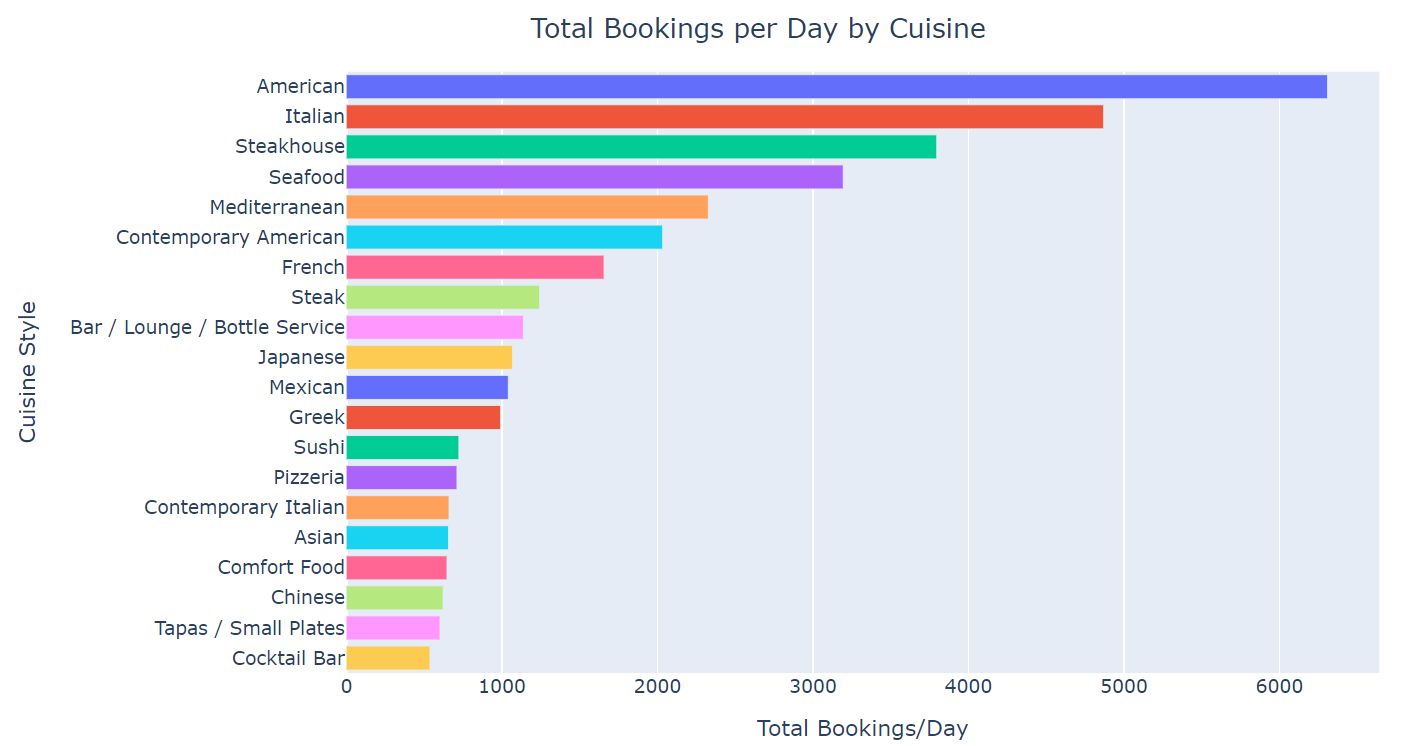 Total Bookings per Day by Cuisine
Cuisine Style
American
Italian
Steakhouse
Seafood
Mediterranean
Contemporary American
French
Steak
Bar / Lounge / Bottle Service
Japanese
Mexican
Greek
Sushi
Pizzeria
Contemporary Italian
Asian
Comfort Food
Chinese
Tapas / Small Plates
Cocktail Bar
0 1000 2000 3000 4000 5000 6000
Total Bookings/Day